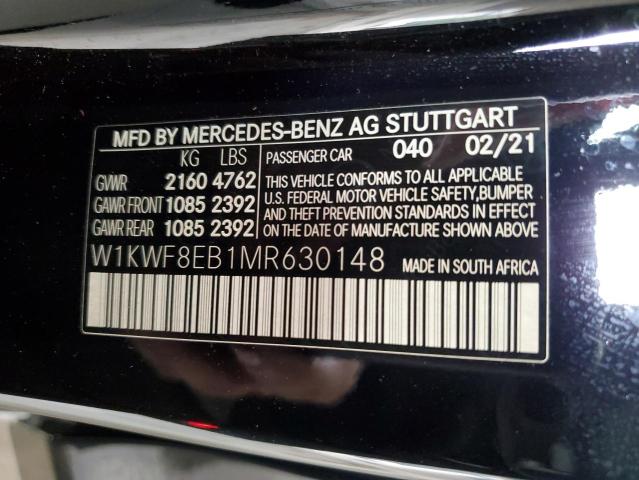 MFD BY MERCEDES-BENZ AG STUTTGART
KG LBS PASSENGER CAR 040 02/21
GVWR 2160 4762
GAWR FRONT 1085 2392
GAWR REAR 1085 2392
THIS VEHICLE CONFORMS TO ALL APPLICABLE
U.S. FEDERAL MOTOR VEHICLE SAFETY,BUMPER
AND THEFT PREVENTION STANDARDS IN EFFECT
ON THE DATE OF MANUFACTURE SHOWN ABOVE.
W1KWF8EB1MR630148 MADE IN SOUTH AFRICA